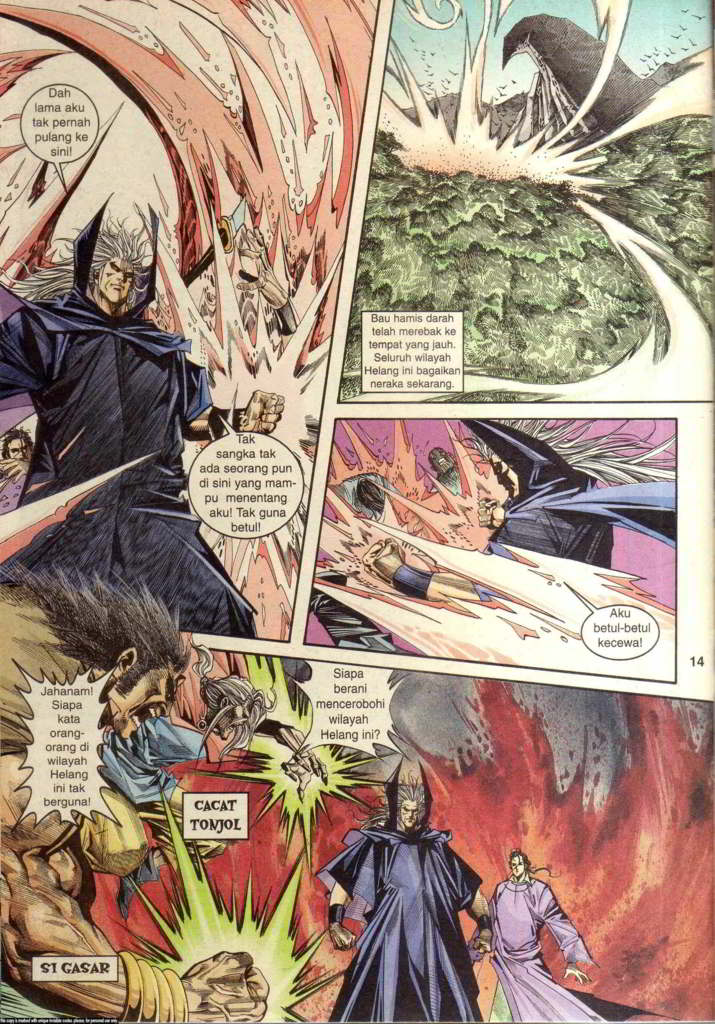 Dah
lama aku
tak pernah
pulang ke
sini!
Tak
sangka tak
ada seorang pun
di sini yang mam-
pu menentang
aku! Tak guna
betul!
Bau hamis darah
telah merebak ke
tempat yang jauh.
Seluruh wilayah
Helang ini bagaikan
neraka sekarang.
Aku
betul-betul
kecewa!
14
Jahanam!
Siapa
kata
orang-
orang di
wilayah
Helang
ini tak
berguna!
Siapa
berani
menceroboh
wilayah
Helang ini?
CACAT
TONJOL
SI GASAR